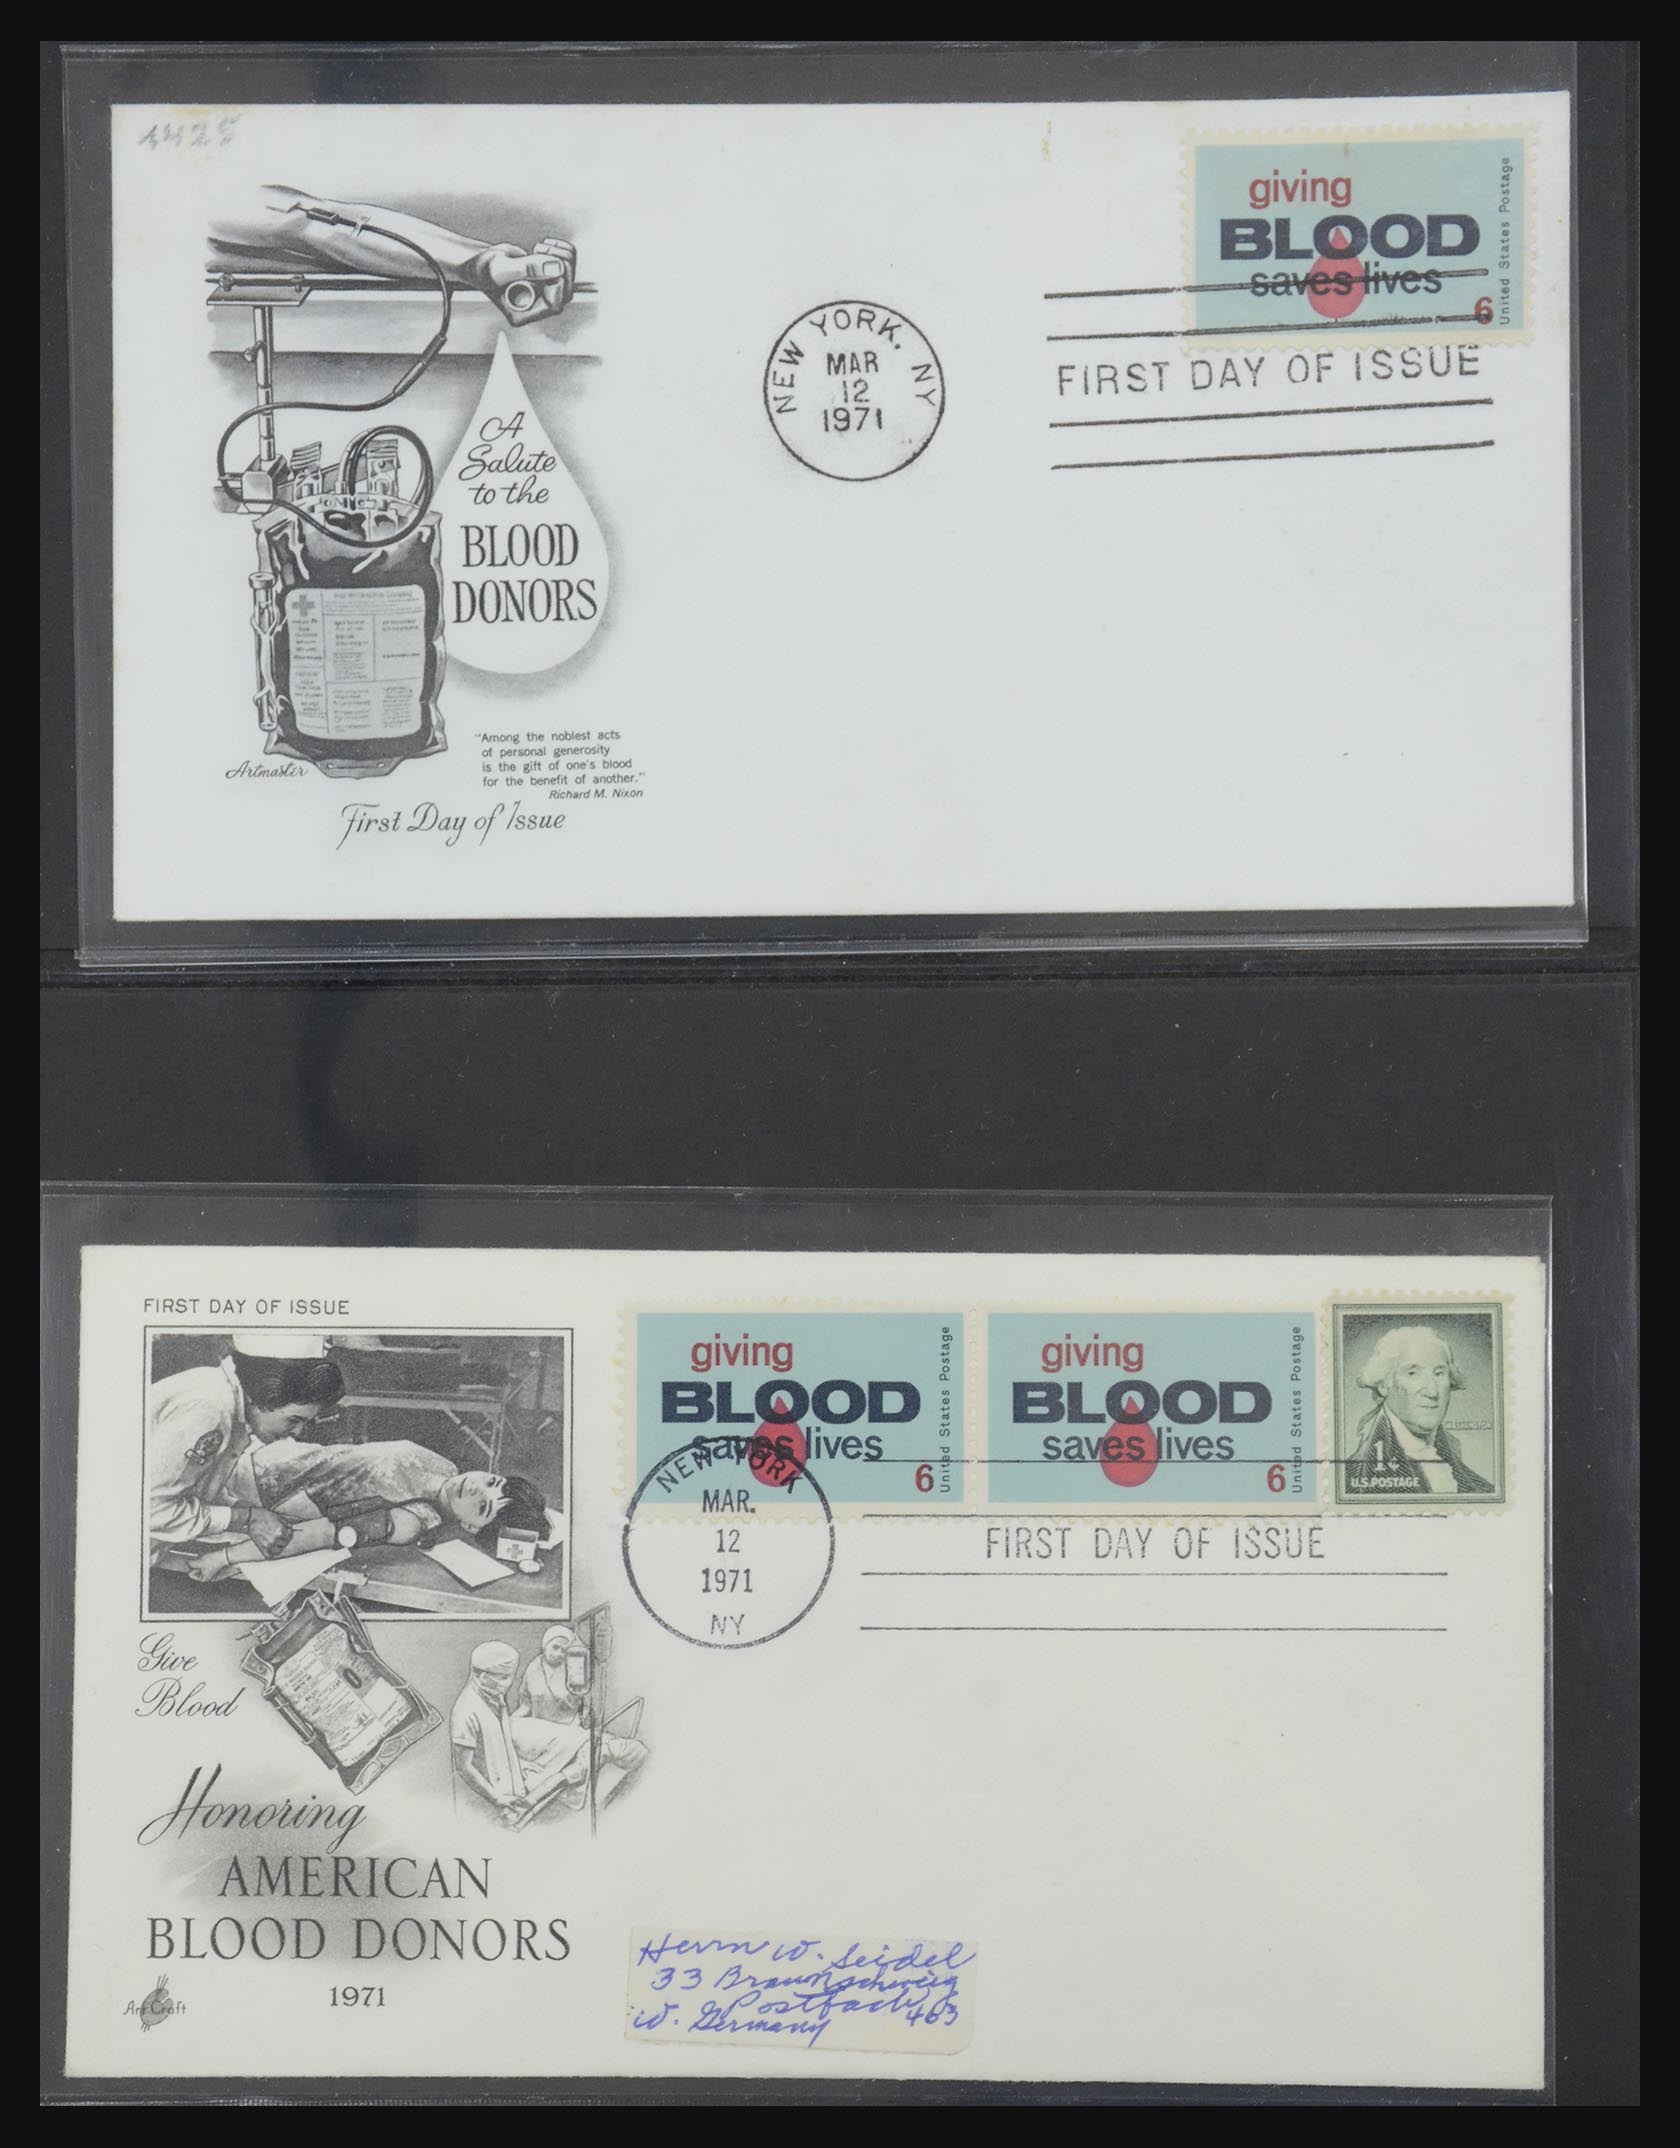 1425
giving
BLOOD
saves lives
6
United States Postage
NEW YORK. NY
MAR
12
1971
FIRST DAY OF ISSUE
A
Salute
to the
BLOOD
DONORS
"Among the noblest acts
of personal generosity
is the gift of one's blood
for the benefit of another."
Richard M. Nixon
Artmaster
First Day of Issue
FIRST DAY OF ISSUE
giving
BLOOD
saves lives
6
United States Postage
giving
BLOOD
saves lives
6
United States Postage
WASHINGTON
1¢
U.S. POSTAGE
NEW YORK
MAR.
12
1971
NY
FIRST DAY OF ISSUE
Give
Blood
Honoring
AMERICAN
BLOOD DONORS
1971
Art Craft
Herrn W. Seidel
33 Braunschweig
Postfach 463
W. Germany